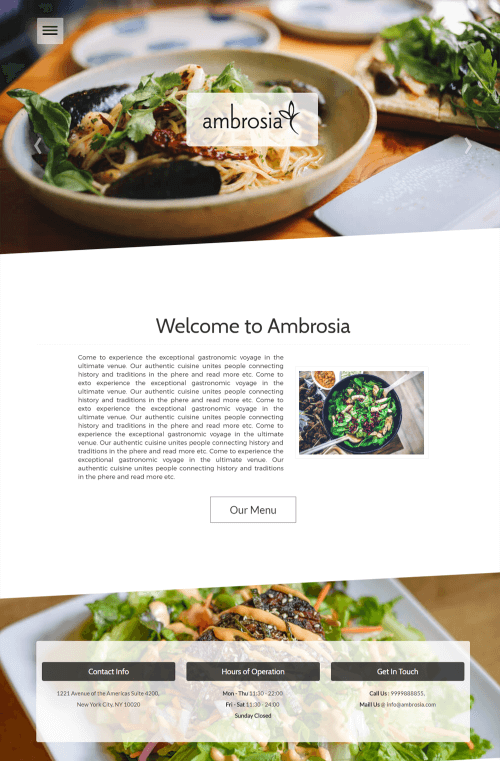 ambrosia
Welcome to Ambrosia
Come to experience the exceptional gastronomic voyage in the
ultimate venue. Our authentic cuisine unites people connecting
history and traditions in the phere and read more etc. Come to
exto experience the exceptional gastronomic voyage in the
ultimate venue. Our authentic cuisine unites people connecting
history and traditions in the phere and read more etc. Come to
exto experience the exceptional gastronomic voyage in the
ultimate venue. Our authentic cuisine unites people connecting
history and traditions in the phere and read more etc. Come to
experience the exceptional gastronomic voyage in the ultimate
venue. Our authentic cuisine unites people connecting history and
traditions in the phere and read more etc. Come to experience the
exceptional gastronomic voyage in the ultimate venue. Our
authentic cuisine unites people connecting history and traditions
in the phere and read more etc.
Our Menu
Contact Info
1221 Avenue of the Americas Suite 4200,
New York City, NY 10020
Hours of Operation
Mon - Thu 11:30 - 22:00
Fri - Sat 11:30 - 24:00
Sunday Closed
Get In Touch
Call Us : 9999888855,
Maill Us @ info@ambrosia.com